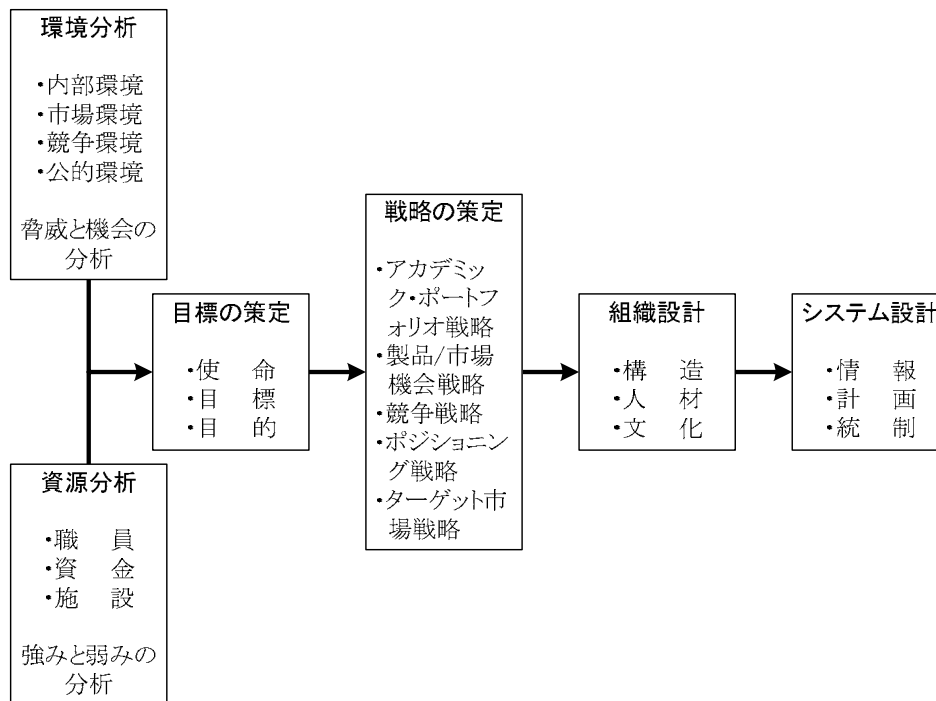 環境分析
・内部環境
・市場環境
・競争環境
・公的環境
脅威と機会の
分析
資源分析
・職　員
・資　金
・施　設
強みと弱みの
分析
目標の策定
・使　命
・目　標
・目　的
戦略の策定
・アカデミッ
ク・ポートフ
ォリオ戦略
・製品/市場
機会戦略
・競争戦略
・ポジショニン
グ戦略
・ターゲット市
場戦略
組織設計
・構　造
・人　材
・文　化
システム設計
・情　報
・計　画
・統　制